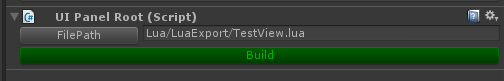 UI Panel Root (Script)
FilePath Lua/LuaExport/TestView.lua
Build